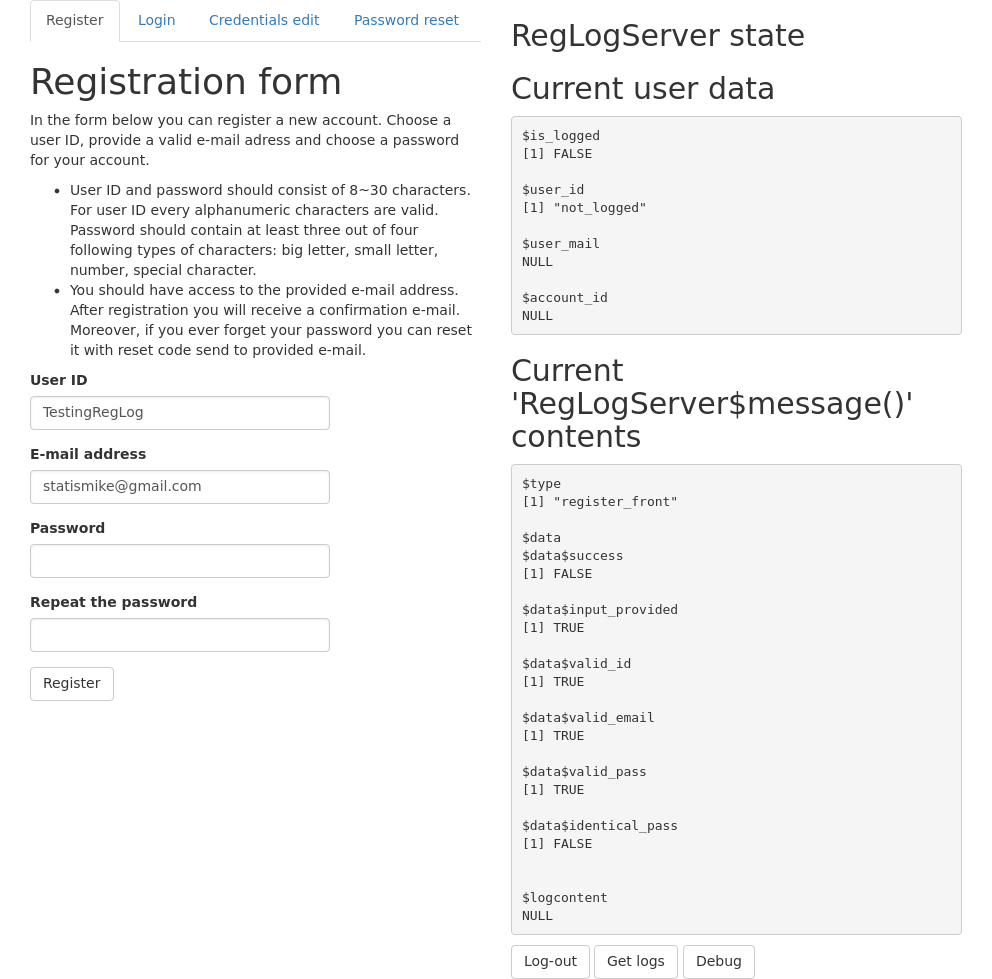 Register
Login
Credentials edit
Password reset
Registration form
In the form below you can register a new account. Choose a
user ID, provide a valid e-mail adress and choose a password
for your account.
• User ID and password should consist of 8~30 characters.
For user ID every alphanumeric characters are valid.
Password should contain at least three out of four
following types of characters: big letter, small letter,
number, special character.
• You should have access to the provided e-mail address.
After registration you will receive a confirmation e-mail.
Moreover, if you ever forget your password you can reset
it with reset code send to provided e-mail.
User ID
TestingRegLog
E-mail address
statismike@gmail.com
Password
Repeat the password
Register
RegLogServer state
Current user data
$is_logged
[1] FALSE
$user_id
[1] "not_logged"
$user_mail
NULL
$account_id
NULL
Current
'RegLogServer$message()'
contents
$type
[1] "register_front"
$data
$data$success
[1] FALSE
$data$input_provided
[1] TRUE
$data$valid_id
[1] TRUE
$data$valid_email
[1] TRUE
$data$valid_pass
[1] TRUE
$data$identical_pass
[1] FALSE
$logcontent
NULL
Log-out
Get logs
Debug